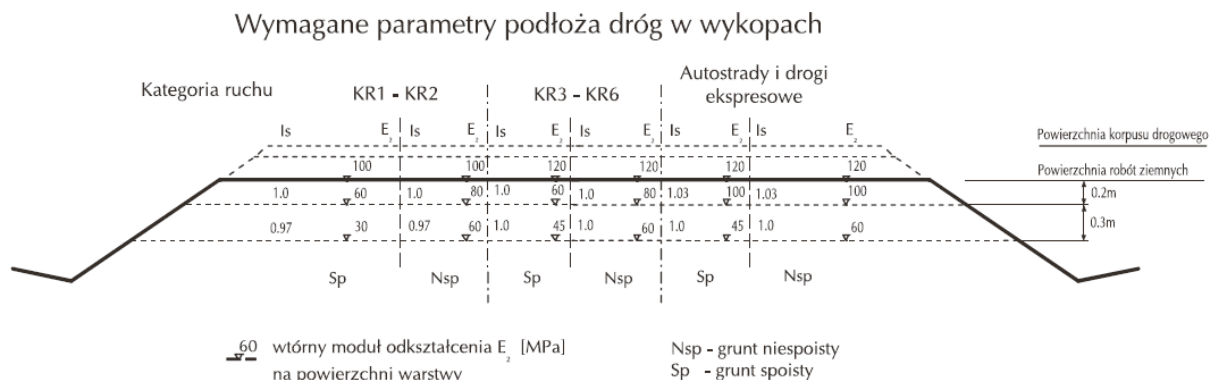 Wymagane parametry podłoża dróg w wykopach
Kategoria ruchu KR1 - KR2 KR3 - KR6 Autostrady i drogi
ekspresowe
Is E₂ Is E₂ Is E₂ Is E₂ Is E₂ Is E₂
Powierzchnia korpusu drogowego
100 100 120 120 120 120
Powierzchnia robót ziemnych
1.0 60 1.0 80 1.0 60 1.0 80 1.03 100 1.03 100 0.2m
0.97 30 0.97 60 1.0 45 1.0 60 1.0 45 1.0 60 0.3m
Sp Nsp Sp Nsp Sp Nsp
60 wtórny moduł odkształcenia E₂ [MPa]
na powierzchni warstwy
Nsp - grunt niespoisty
Sp - grunt spoisty